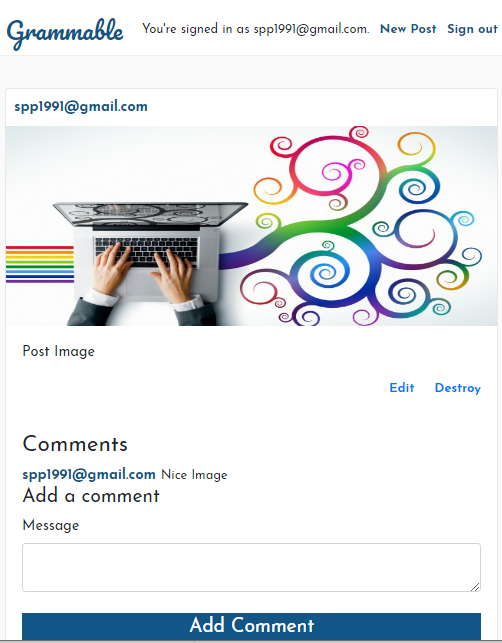 Grammable You're signed in as spp1991@gmail.com. New Post Sign out
spp1991@gmail.com
Post Image
Edit Destroy
Comments
spp1991@gmail.com Nice Image
Add a comment
Message
Add Comment